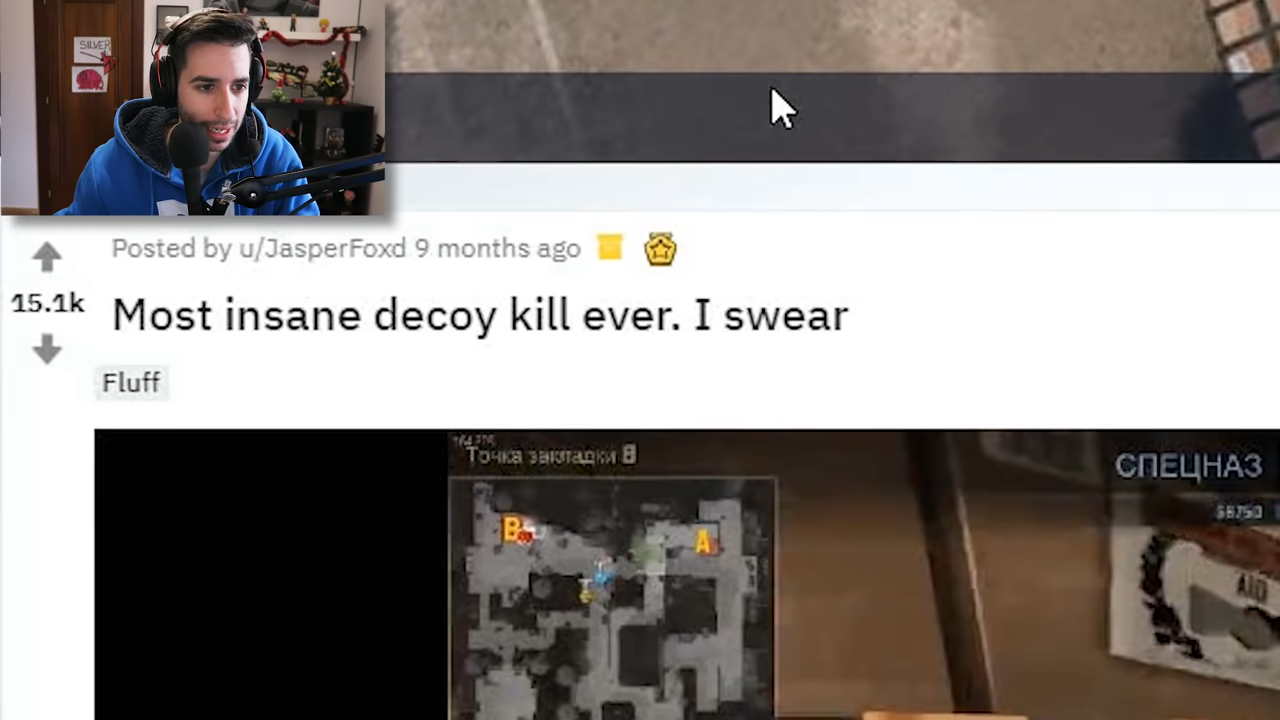 SILVER
Posted by u/JasperFoxd 9 months ago
15.1k
Most insane decoy kill ever. I swear
Fluff
Точка закладки B
СПЕЦНАЗ
B
A
AID